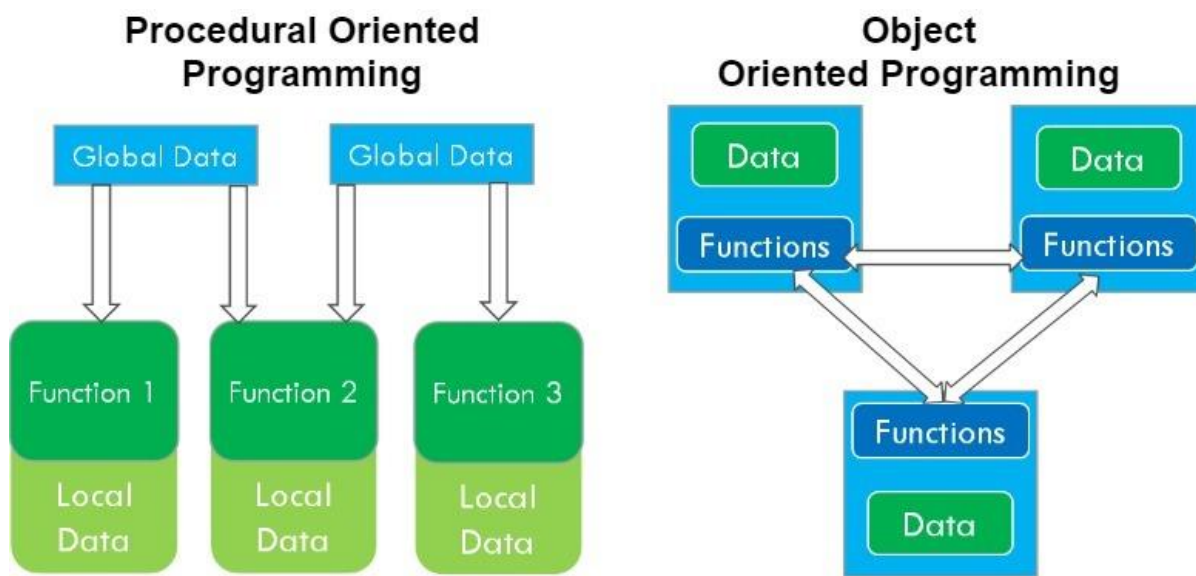 Procedural Oriented
Programming
Global Data
Global Data
Function 1
Function 2
Function 3
Local
Data
Local
Data
Local
Data
Object
Oriented Programming
Data
Functions
Data
Functions
Functions
Data